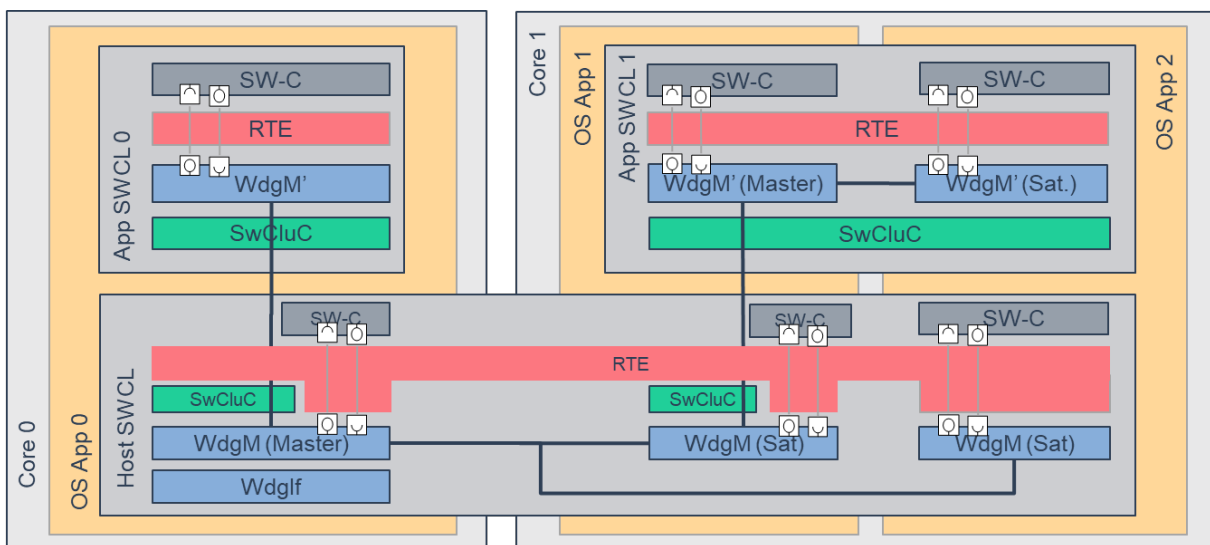 Core 0
OS App 0
App SWCL 0
SW-C
RTE
WdgM’
SwCluC
Core 1
OS App 1
App SWCL 1
SW-C
SW-C
RTE
WdgM’ (Master)
WdgM’ (Sat.)
SwCluC
OS App 2
Host SWCL
SW-C
SW-C
SW-C
RTE
SwCluC
SwCluC
WdgM (Master)
WdgM (Sat)
WdgM (Sat)
WdgIf